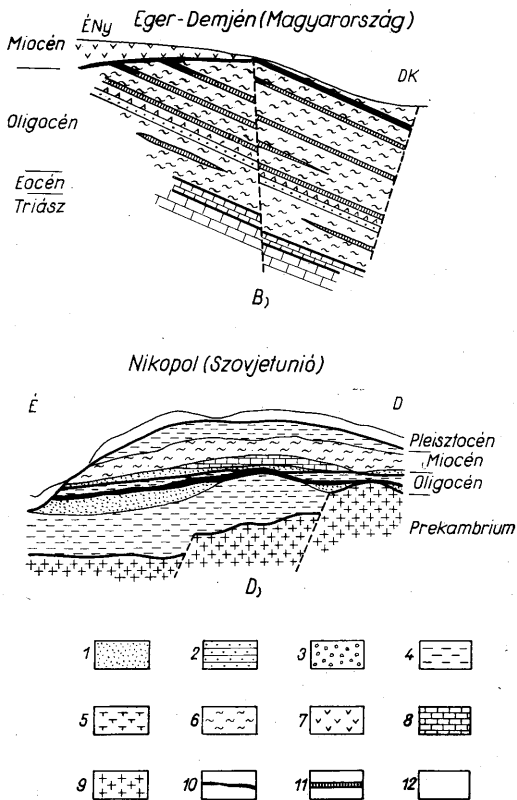 Eger-Demjén (Magyarország)
ÉNy
Miocén
DK
Oligocén
Eocén
Triász
B)
Nikopol (Szovjetunió)
É
D
Pleisztocén
Miocén
Oligocén
Prekambrium
D)
1 2 3 4
5 6 7 8
9 10 11 12